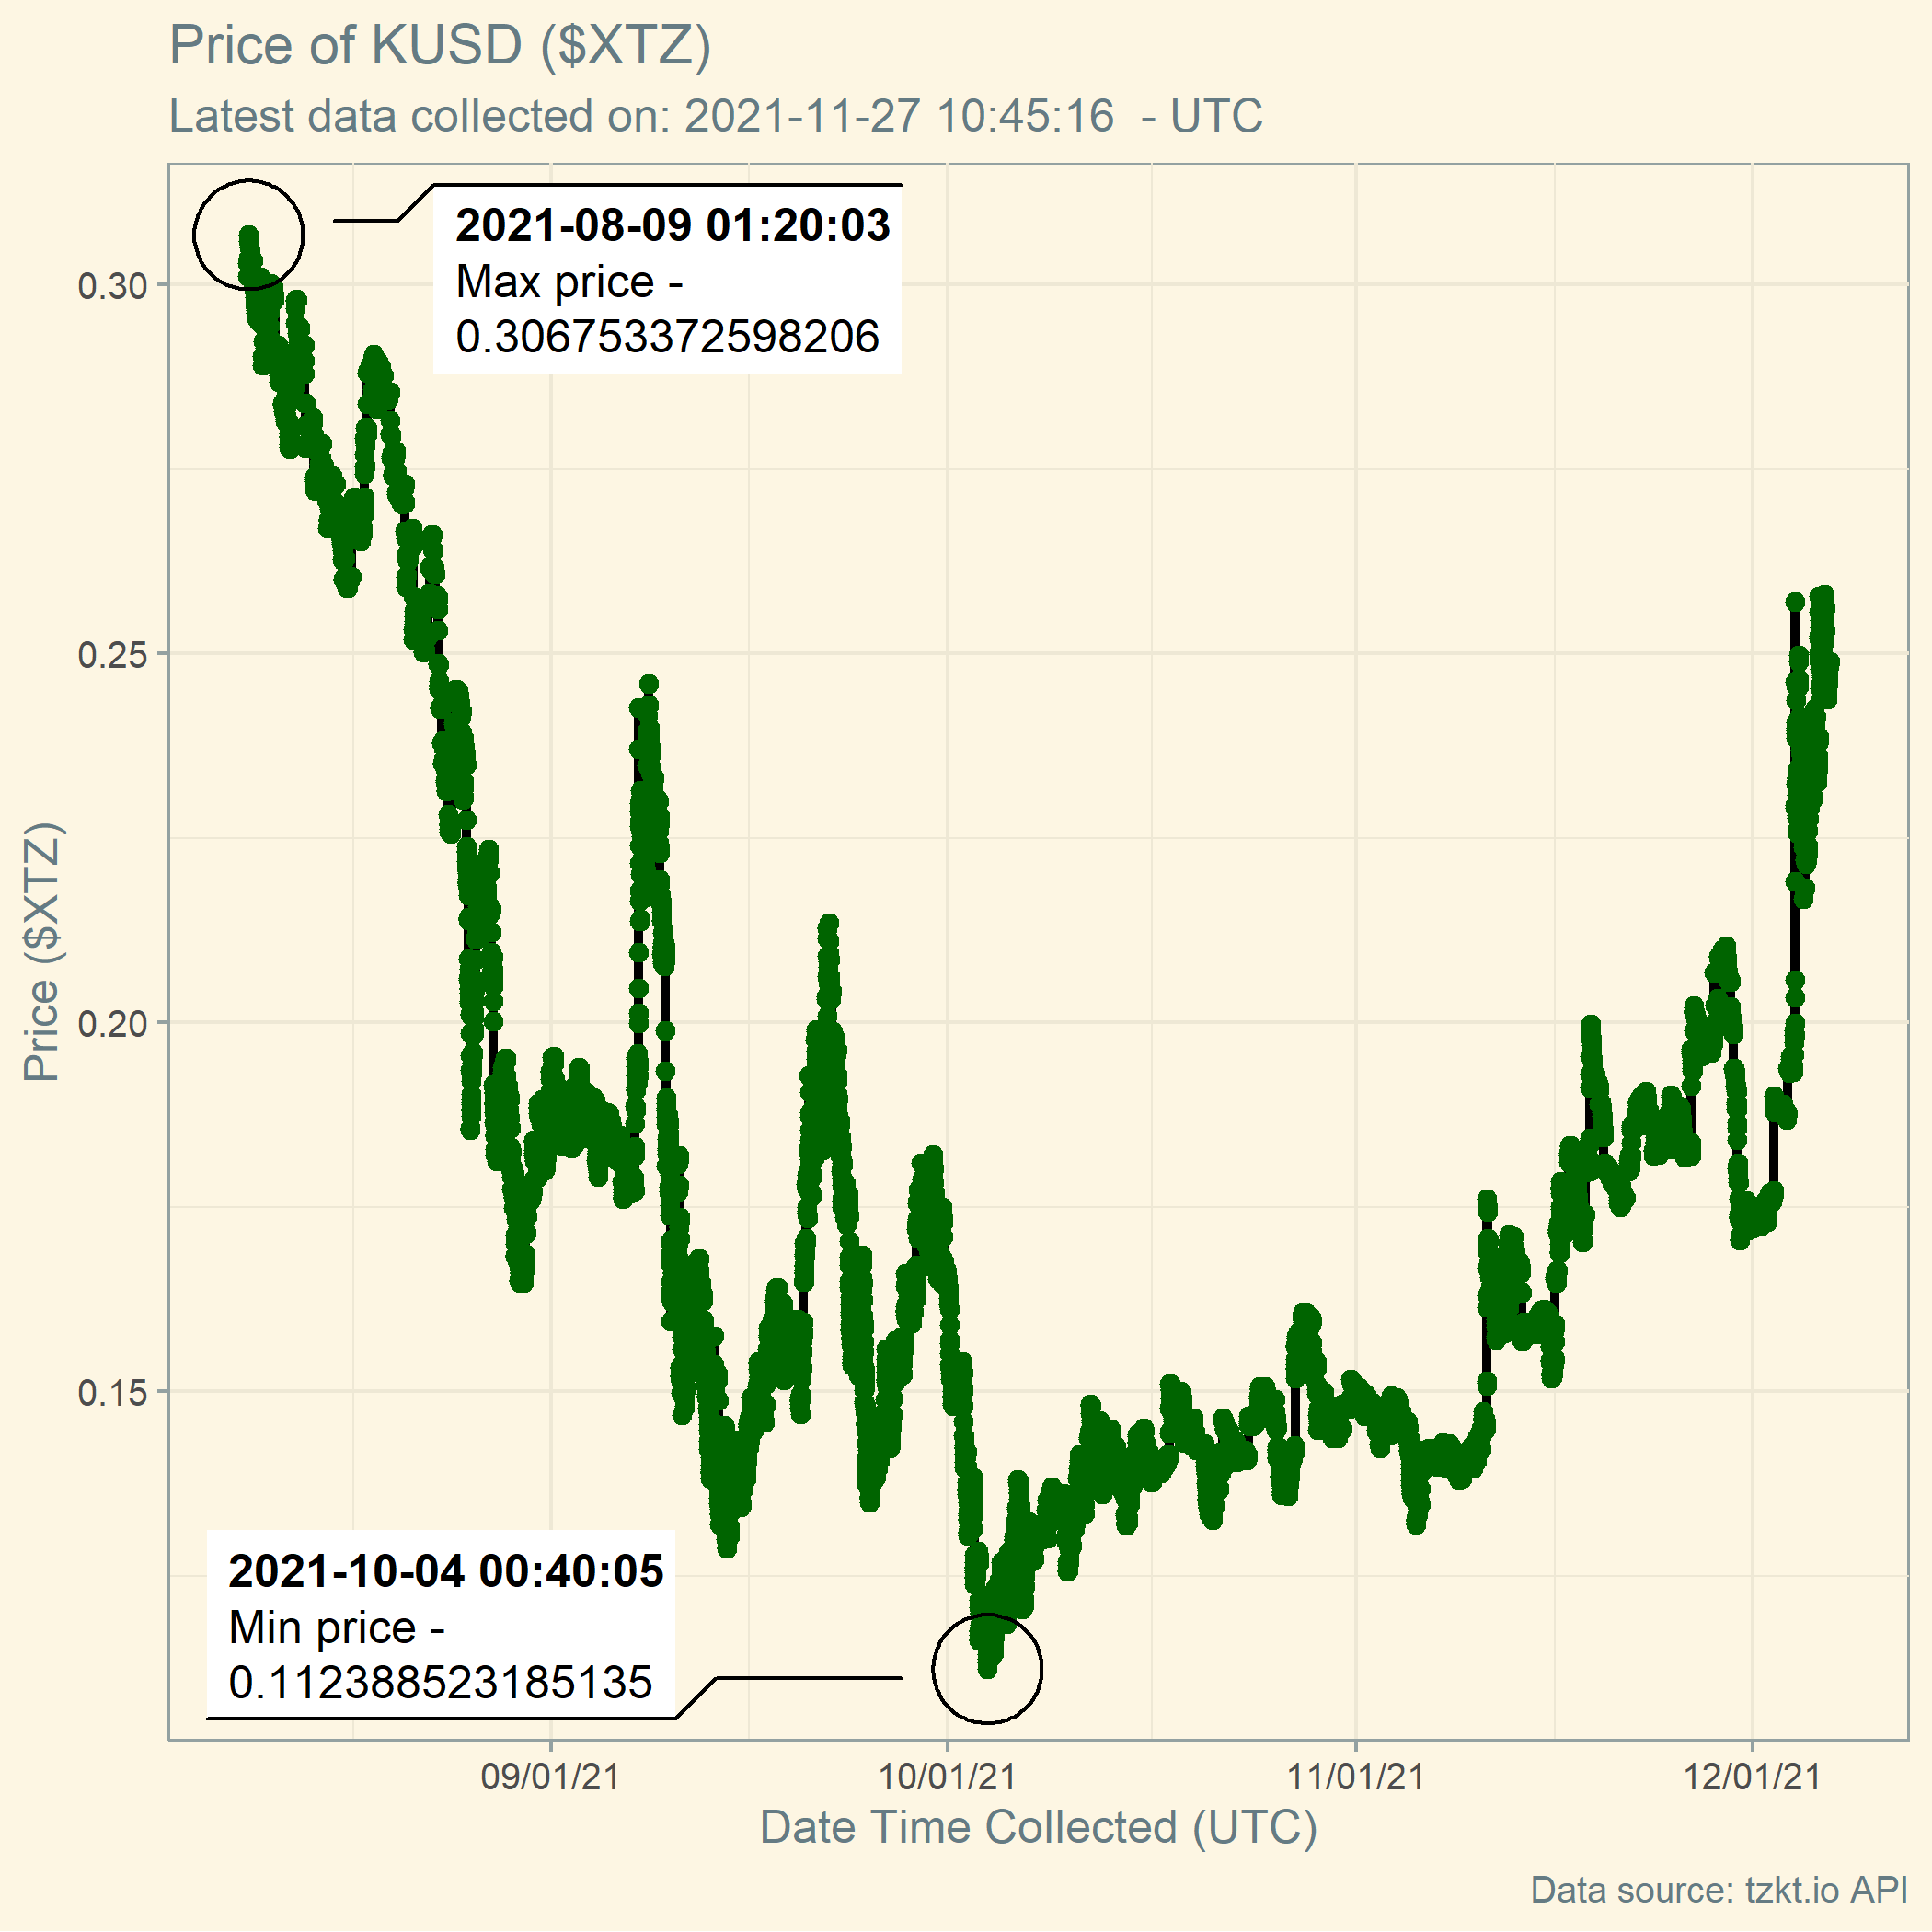 Price of KUSD ($XTZ)
Latest data collected on: 2021-11-27 10:45:16  - UTC
2021-08-09 01:20:03
Max price -
0.306753372598206
0.30
0.25
0.20
0.15
Price ($XTZ)
2021-10-04 00:40:05
Min price -
0.112388523185135
09/01/21
10/01/21
11/01/21
12/01/21
Date Time Collected (UTC)
Data source: tzkt.io API